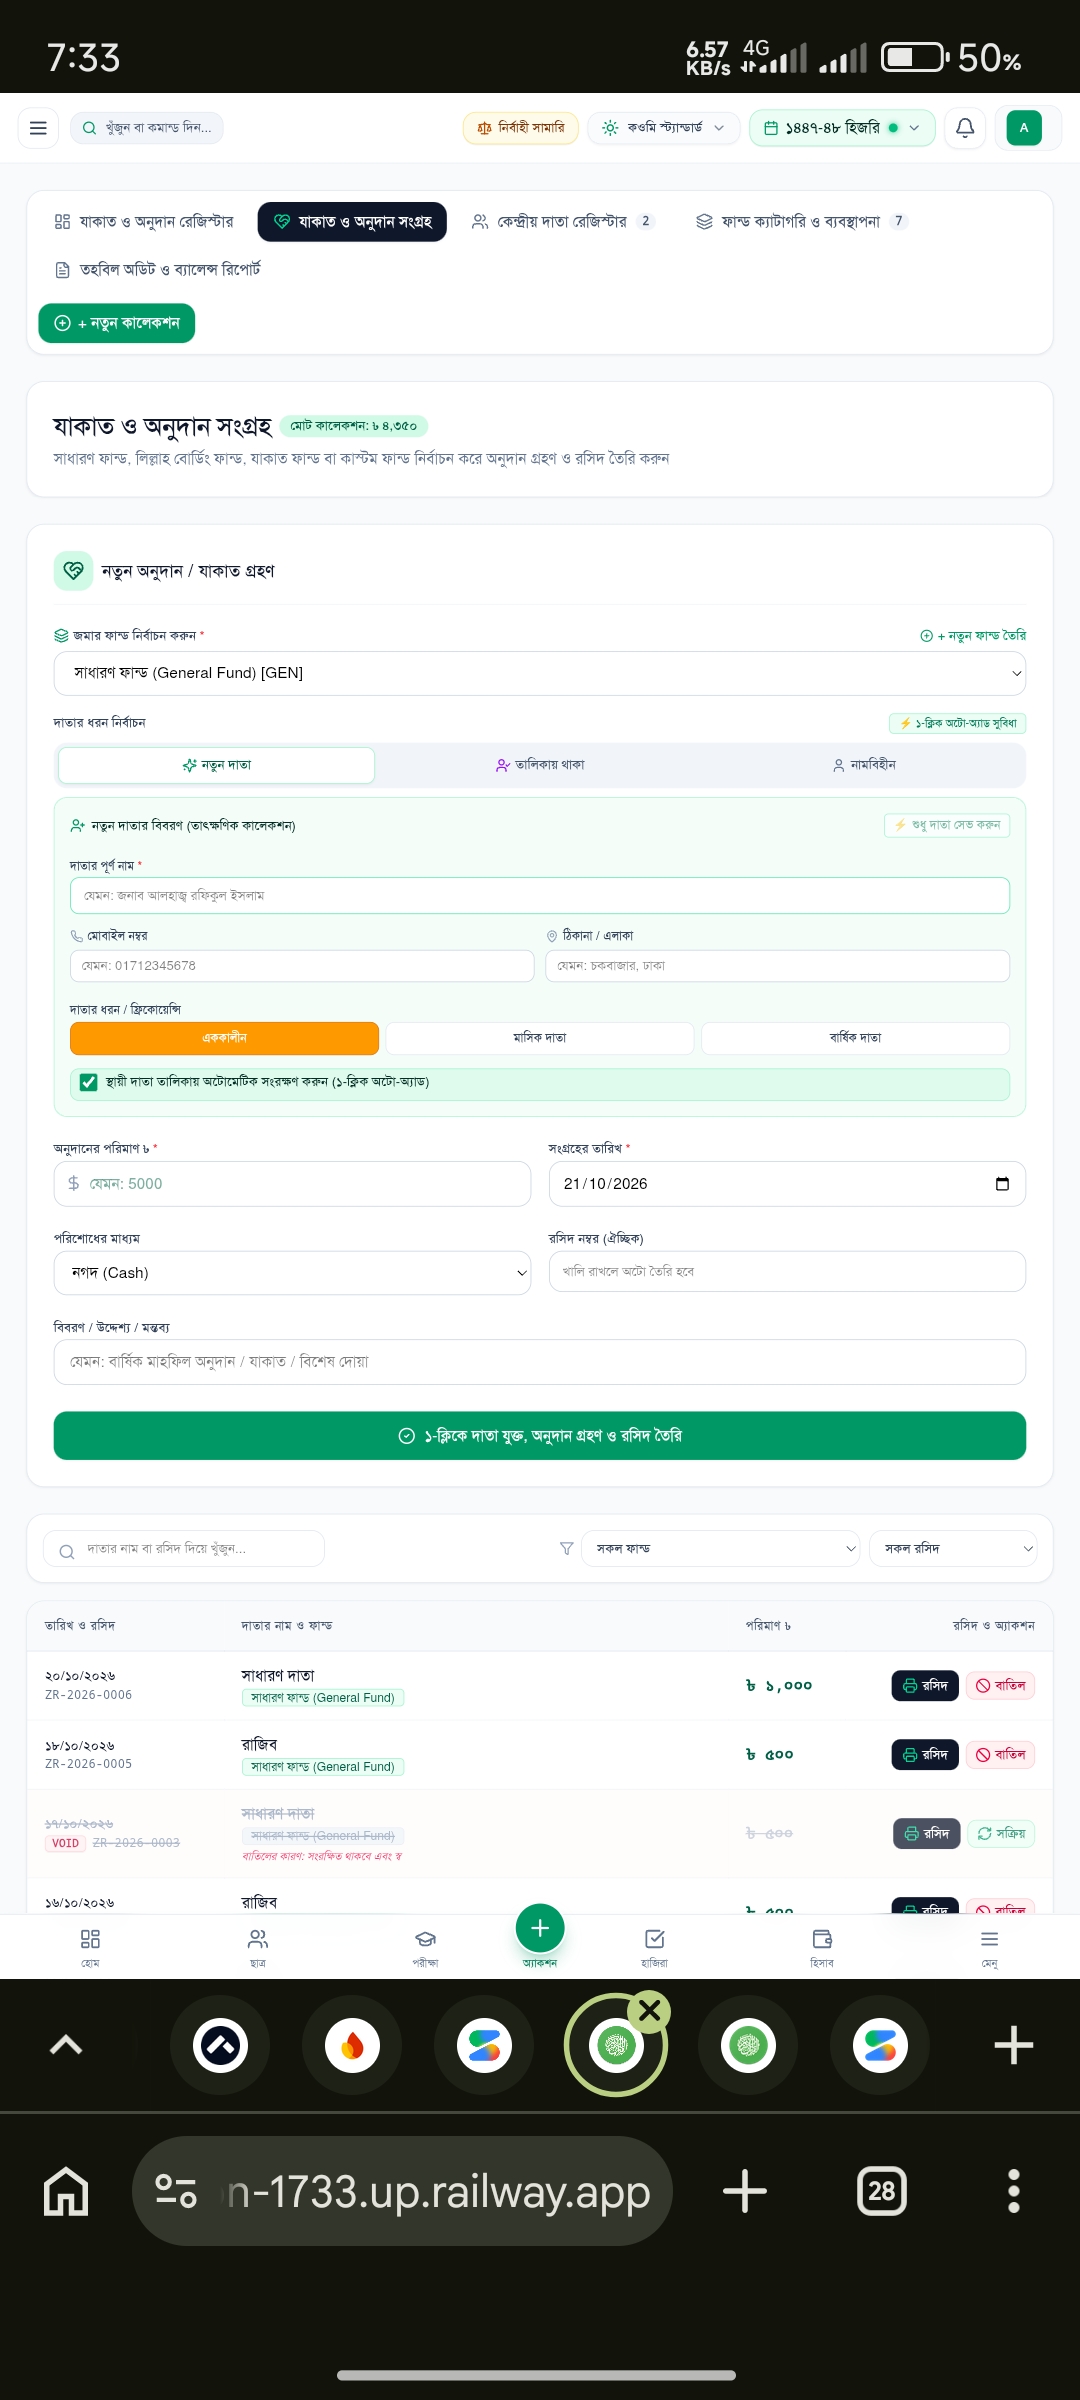 7:33
6.57 KB/s 4G 50%
খুঁজুন বা কমান্ড দিন...
নির্বাহী সামারি
কওমি স্ট্যান্ডার্ড
১৪৪৭-৪৮ হিজরি
A
যাকাত ও অনুদান রেজিস্টার
যাকাত ও অনুদান সংগ্রহ
কেন্দ্রীয় দাতা রেজিস্টার 2
ফান্ড ক্যাটাগরি ও ব্যবস্থাপনা 7
তহবিল অডিট ও ব্যালেন্স রিপোর্ট
+ নতুন কালেকশন
যাকাত ও অনুদান সংগ্রহ মোট কালেকশন: ৳ ৪,৩৫০
সাধারণ ফান্ড, লিল্লাহ বোর্ডিং ফান্ড, যাকাত ফান্ড বা কাস্টম ফান্ড নির্বাচন করে অনুদান গ্রহণ ও রসিদ তৈরি করুন
নতুন অনুদান / যাকাত গ্রহণ
জমার ফান্ড নির্বাচন করুন * + নতুন ফান্ড তৈরি
সাধারণ ফান্ড (General Fund) [GEN]
দাতার ধরন নির্বাচন ⚡ ১-ক্লিক অটো-অ্যাড সুবিধা
নতুন দাতা তালিকায় থাকা নামবিহীন
নতুন দাতার বিবরণ (তাৎক্ষণিক কালেকশন) ⚡ শুধু দাতা সেভ করুন
দাতার পূর্ণ নাম *
যেমন: জনাব আলহাজ্ব রফিকুল ইসলাম
মোবাইল নম্বর ঠিকানা / এলাকা
যেমন: 01712345678 যেমন: চকবাজার, ঢাকা
দাতার ধরন / ফ্রিকোয়েন্সি
এককালীন মাসিক দাতা বার্ষিক দাতা
স্থায়ী দাতা তালিকায় অটোমেটিক সংরক্ষণ করুন (১-ক্লিক অটো-অ্যাড)
অনুদানের পরিমাণ ৳ * সংগ্রহের তারিখ *
$ যেমন: 5000 21/10/2026
পরিশোধের মাধ্যম রসিদ নম্বর (ঐচ্ছিক)
নগদ (Cash) খালি রাখলে অটো তৈরি হবে
বিবরণ / উদ্দেশ্য / মন্তব্য
যেমন: বার্ষিক মাহফিল অনুদান / যাকাত / বিশেষ দোয়া
১-ক্লিকে দাতা যুক্ত, অনুদান গ্রহণ ও রসিদ তৈরি
দাতার নাম বা রসিদ দিয়ে খুঁজুন... সকল ফান্ড সকল রসিদ
তারিখ ও রসিদ দাতার নাম ও ফান্ড পরিমাণ ৳ রসিদ ও অ্যাকশন
২০/১০/২০২৬ সাধারণ দাতা ৳ ১,০০০ রসিদ বাতিল
ZR-2026-0006 সাধারণ ফান্ড (General Fund)
১৮/১০/২০২৬ রাজিব ৳ ৫০০ রসিদ বাতিল
ZR-2026-0005 সাধারণ ফান্ড (General Fund)
১৭/১০/২০২৬ সাধারণ দাতা ৳ ৫০০ রসিদ সক্রিয়
VOID ZR-2026-0003 সাধারণ ফান্ড (General Fund)
বাতিলের কারণ: সংরক্ষিত থাকবে এবং স্ব
১৬/১০/২০২৬ রাজিব ৳ ৫০০ রসিদ বাতিল
হোম ছাত্র পরীক্ষা অ্যাকশন হাজিরা হিসাব মেনু
n-1733.up.railway.app 28